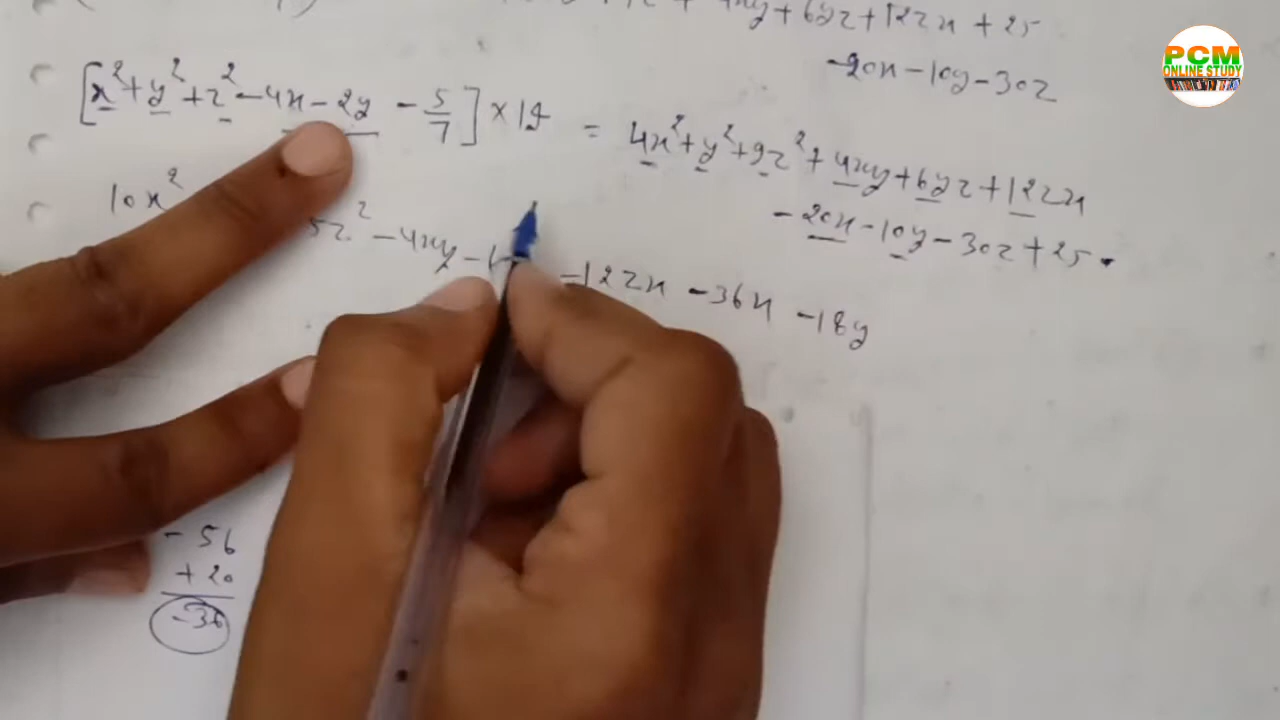 + 6yz + 12zx + 25
-20x - 10y - 30z
PCM
ONLINE STUDY
[x² + y² + z² - 4x - 2y - 5/7] × 14 = 4x² + y² + 9z² + 4xy + 6yz + 12zx
- 20x - 10y - 30z + 25
10x² 5z² - 4xy - 12zx - 36x - 18y
- 56
+ 20
- 36